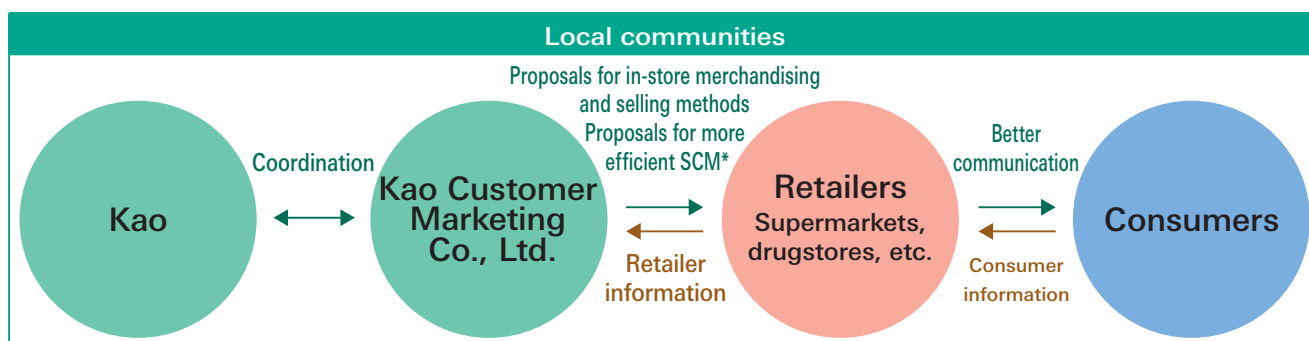 Local communities
Kao
Coordination
Kao Customer
Marketing
Co., Ltd.
Proposals for in-store merchandising
and selling methods
Proposals for more
efficient SCM*
Retailer
information
Retailers
Supermarkets,
drugstores, etc.
Better
communication
Consumer
information
Consumers